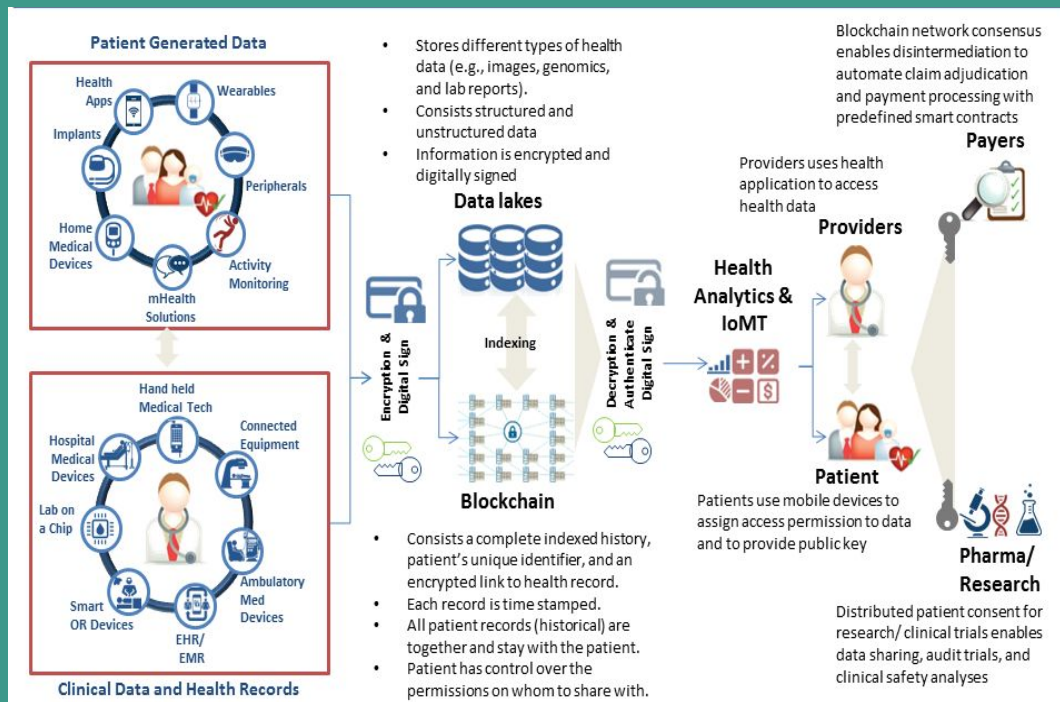 Patient Generated Data
Health
Apps
Wearables
Implants
Peripherals
Home
Medical
Devices
Activity
Monitoring
mHealth
Solutions
Hand held
Medical Tech
Connected
Equipment
Hospital
Medical
Devices
Lab on
a Chip
Ambulatory
Med
Devices
Smart
OR Devices
EHR/
EMR
Clinical Data and Health Records
Encryption &
Digital Sign
• Stores different types of health
data (e.g., images, genomics,
and lab reports).
• Consists structured and
unstructured data
• Information is encrypted and
digitally signed
Data lakes
Indexing
Blockchain
• Consists a complete indexed history,
patient's unique identifier, and an
encrypted link to health record.
• Each record is time stamped.
• All patient records (historical) are
together and stay with the patient.
• Patient has control over the
permissions on whom to share with.
Decryption &
Authenticate
Digital Sign
Health
Analytics &
IoMT
Providers uses health
application to access
health data
Providers
Patient
Patients use mobile devices to
assign access permission to data
and to provide public key
Blockchain network consensus
enables disintermediation to
automate claim adjudication
and payment processing with
predefined smart contracts
Payers
Pharma/
Research
Distributed patient consent for
research/ clinical trials enables
data sharing, audit trials, and
clinical safety analyses